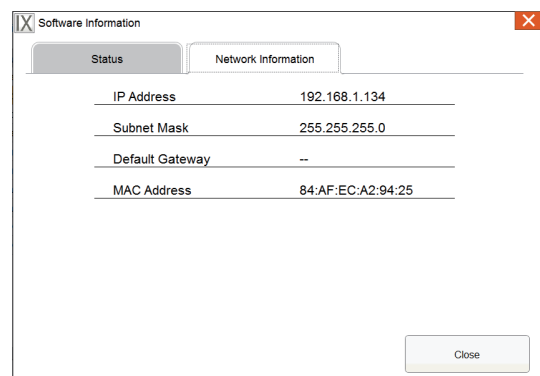 IX Software Information
Status Network Information
IP Address 192.168.1.134
Subnet Mask 255.255.255.0
Default Gateway --
MAC Address 84:AF:EC:A2:94:25
Close